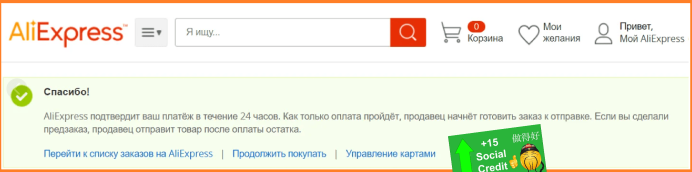 AliExpress™
Я ищу...
0
Корзина
Мои
желания
Привет,
Мой AliExpress
Спасибо!
AliExpress подтвердит ваш платёж в течение 24 часов. Как только оплата пройдёт, продавец начнёт готовить заказ к отправке. Если вы сделали
предзаказ, продавец отправит товар после оплаты остатка.
Перейти к списку заказов на AliExpress | Продолжить покупать | Управление картами
+15
Social
Credit
做得好